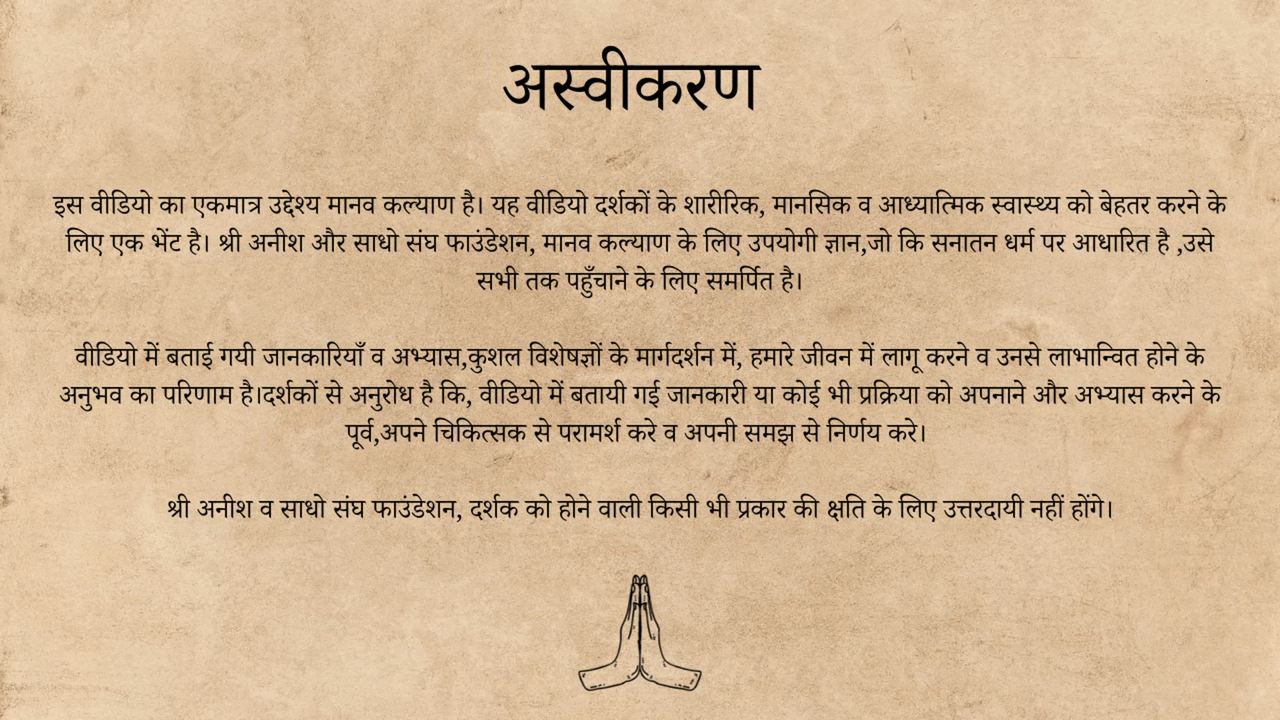 अस्वीकरण
इस वीडियो का एकमात्र उद्देश्य मानव कल्याण है। यह वीडियो दर्शकों के शारीरिक, मानसिक व आध्यात्मिक स्वास्थ्य को बेहतर करने के
लिए एक भेंट है। श्री अनीश और साधो संघ फाउंडेशन, मानव कल्याण के लिए उपयोगी ज्ञान,जो कि सनातन धर्म पर आधारित है ,उसे
सभी तक पहुँचाने के लिए समर्पित है।
वीडियो में बताई गयी जानकारियाँ व अभ्यास,कुशल विशेषज्ञों के मार्गदर्शन में, हमारे जीवन में लागू करने व उनसे लाभान्वित होने के
अनुभव का परिणाम है।दर्शकों से अनुरोध है कि, वीडियो में बतायी गई जानकारी या कोई भी प्रक्रिया को अपनाने और अभ्यास करने के
पूर्व,अपने चिकित्सक से परामर्श करे व अपनी समझ से निर्णय करे।
श्री अनीश व साधो संघ फाउंडेशन, दर्शक को होने वाली किसी भी प्रकार की क्षति के लिए उत्तरदायी नहीं होंगे।